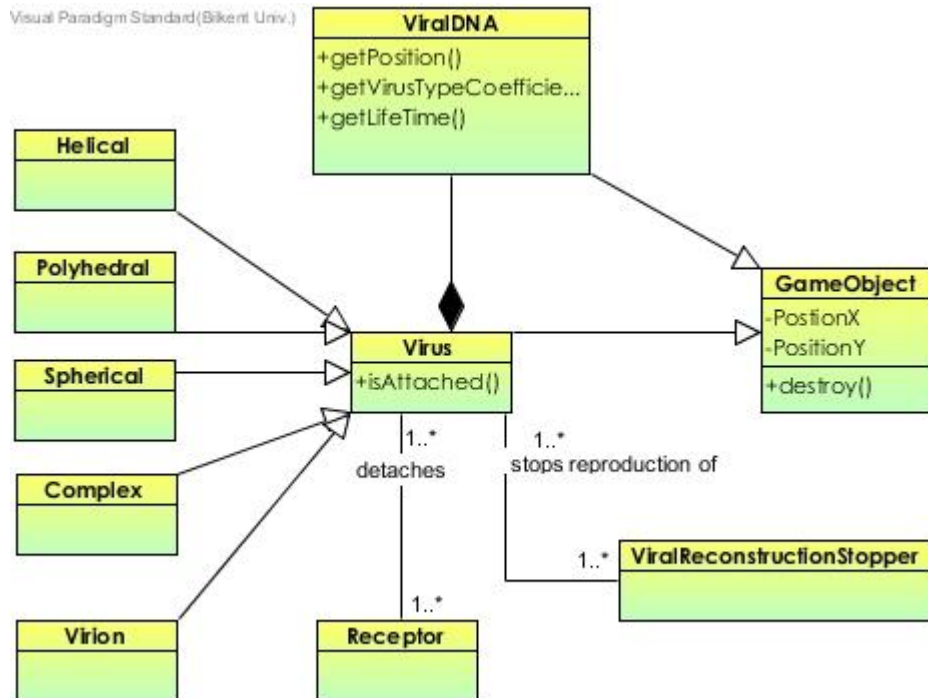 Visual Paradigm Standard(Bilkent Univ.)
ViralDNA
+getPosition()
+getVirusTypeCoefficie...
+getLifeTime()
Helical
Polyhedral
Spherical
Complex
Virion
Virus
+isAttached()
GameObject
-PostionX
-PositionY
+destroy()
1..*
detaches
1..*
Receptor
1..*
stops reproduction of
1..*
ViralReconstructionStopper